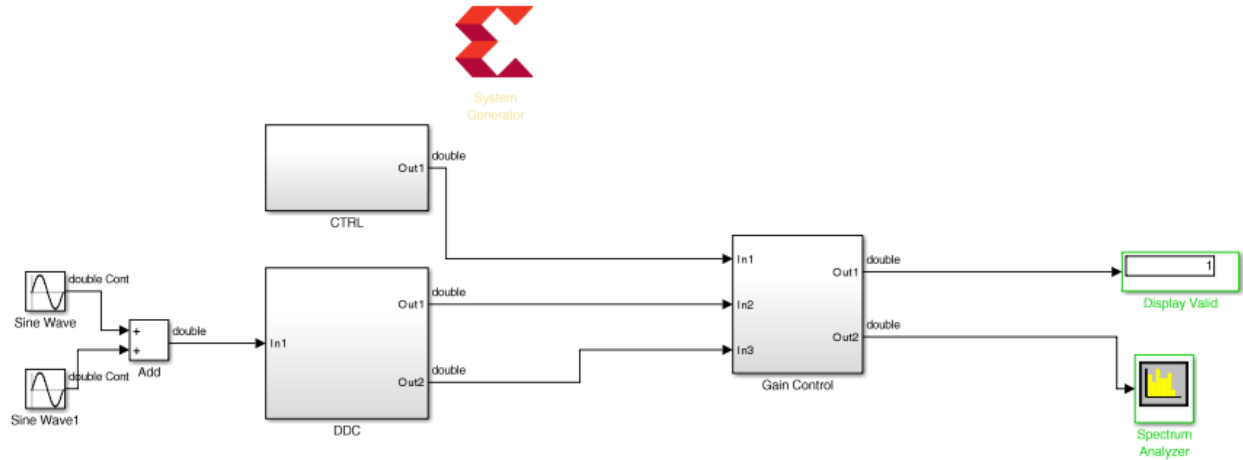 System
Generator
double
Out1
CTRL
double Cont
Sine Wave
+
+
double
Add
double Cont
Sine Wave1
In1
Out1
double
Out2
double
DDC
In1
In2
In3
Out1
double
Out2
double
Gain Control
1
Display Valid
Spectrum
Analyzer